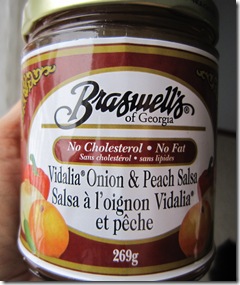 Braswell's®
of Georgia
No Cholesterol • No Fat
Sans cholestérol • sans lipides
Vidalia® Onion & Peach Salsa
Salsa à l'oignon Vidalia®
et pêche
269g